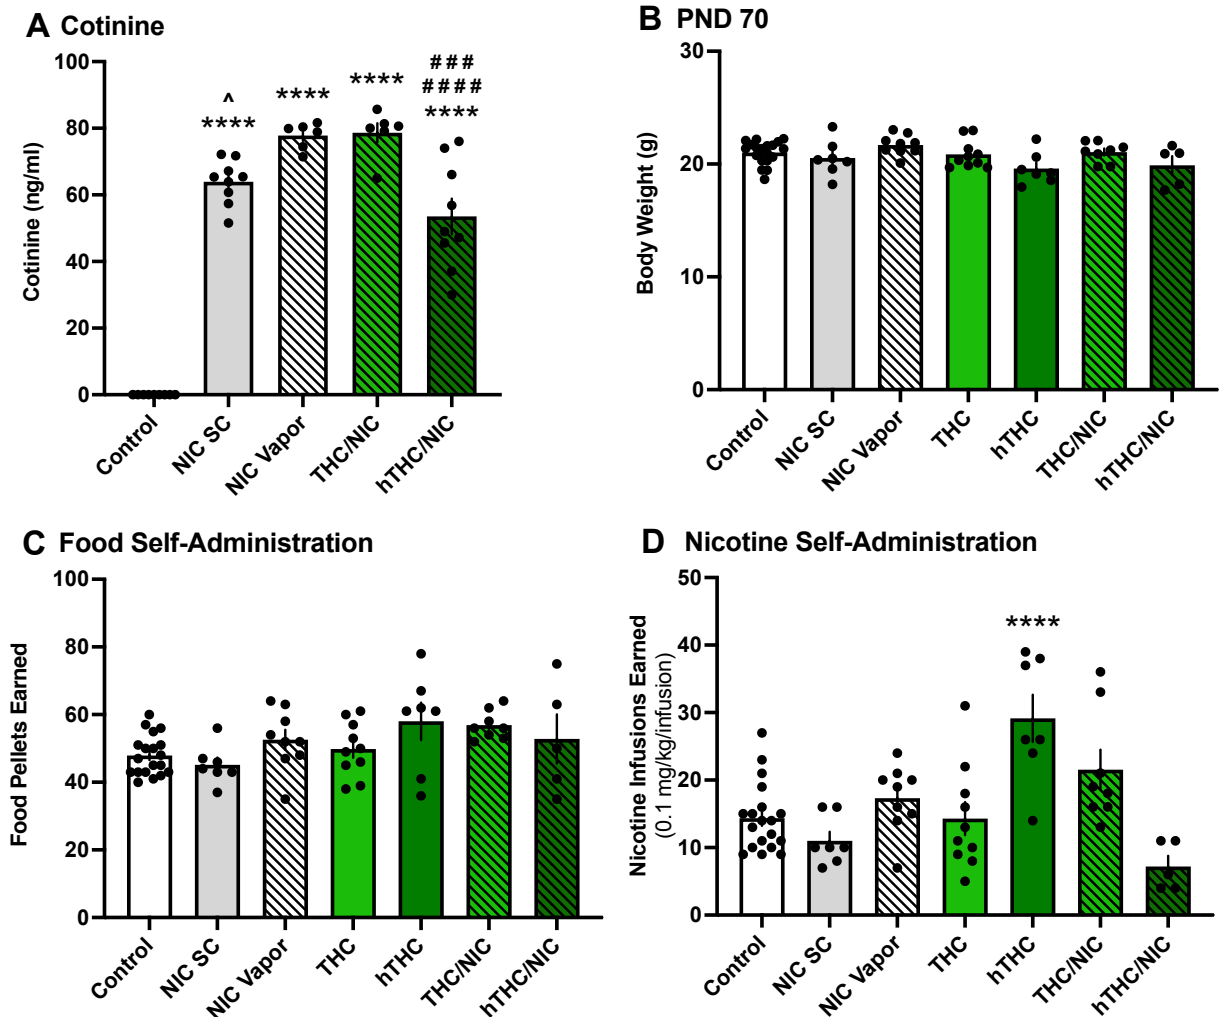 A Cotinine
Cotinine (ng/ml)
100
80
60
40
20
0
^
****
****
****
###
####
****
Control
NIC SC
NIC Vapor
THC/NIC
hTHC/NIC
B PND 70
Body Weight (g)
30
20
10
0
Control
NIC SC
NIC Vapor
THC
hTHC
THC/NIC
hTHC/NIC
C Food Self-Administration
Food Pellets Earned
100
80
60
40
20
0
Control
NIC SC
NIC Vapor
THC
hTHC
THC/NIC
hTHC/NIC
D Nicotine Self-Administration
Nicotine Infusions Earned
(0.1 mg/kg/infusion)
50
40
30
20
10
0
****
Control
NIC SC
NIC Vapor
THC
hTHC
THC/NIC
hTHC/NIC